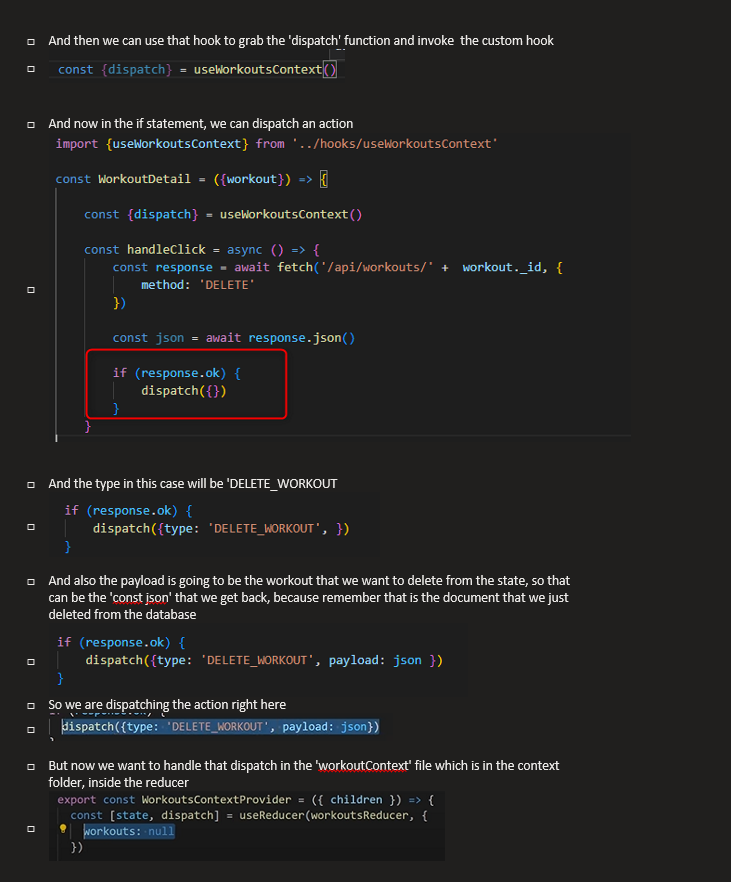 And then we can use that hook to grab the 'dispatch' function and invoke  the custom hook
const {dispatch} = useWorkoutsContext()
And now in the if statement, we can dispatch an action
import {useWorkoutsContext} from '../hooks/useWorkoutsContext'
const WorkoutDetail = ({workout}) => {
const {dispatch} = useWorkoutsContext()
const handleClick = async () => {
const response = await fetch('/api/workouts/' +  workout._id, {
method: 'DELETE'
})
const json = await response.json()
if (response.ok) {
dispatch({})
}
}
And the type in this case will be 'DELETE_WORKOUT
if (response.ok) {
dispatch({type: 'DELETE_WORKOUT', })
}
And also the payload is going to be the workout that we want to delete from the state, so that
can be the 'const json' that we get back, because remember that is the document that we just
deleted from the database
if (response.ok) {
dispatch({type: 'DELETE_WORKOUT', payload: json })
}
So we are dispatching the action right here
dispatch({type: 'DELETE_WORKOUT', payload: json})
But now we want to handle that dispatch in the 'workoutContext' file which is in the context
folder, inside the reducer
export const WorkoutsContextProvider = ({ children }) => {
const [state, dispatch] = useReducer(workoutsReducer, {
workouts: null
})